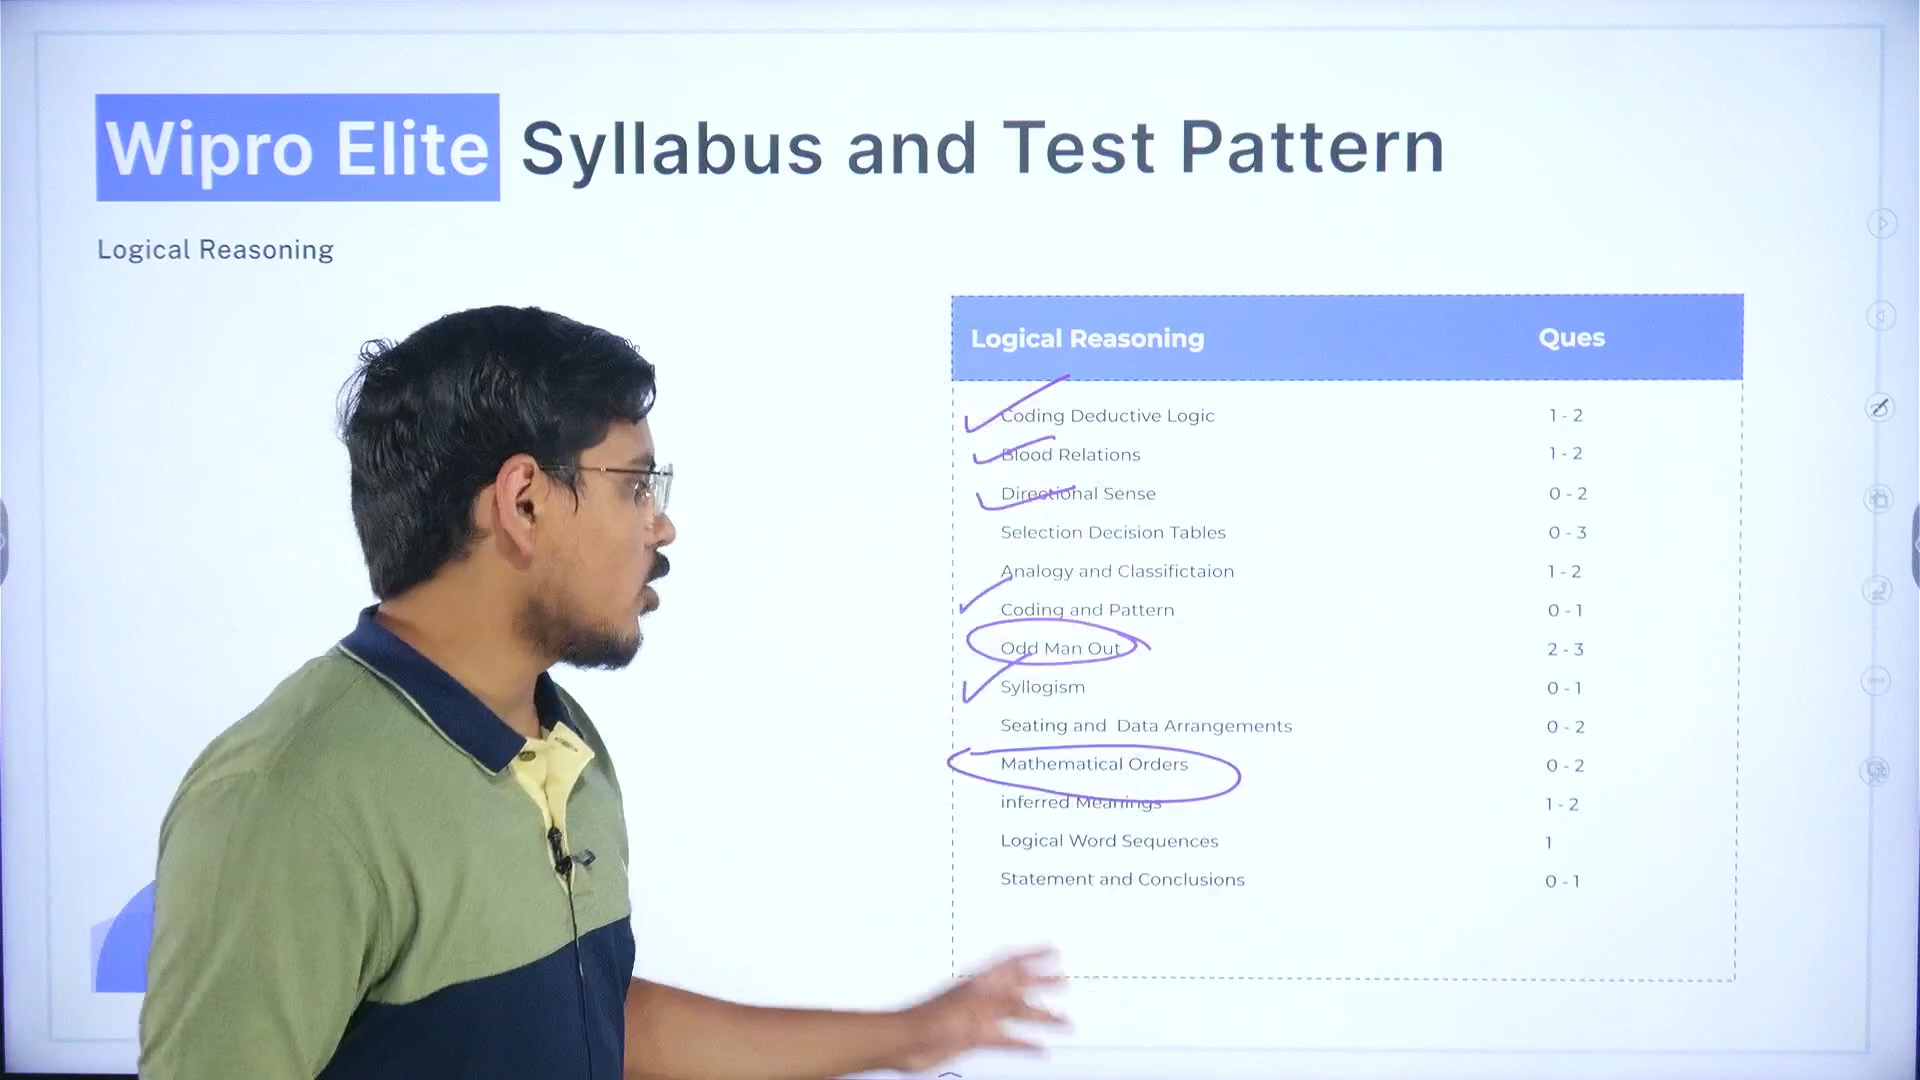 Wipro Elite Syllabus and Test Pattern
Logical Reasoning
Logical Reasoning Ques
Coding Deductive Logic 1 - 2
Blood Relations 1 - 2
Directional Sense 0 - 2
Selection Decision Tables 0 - 3
Analogy and Classifictaion 1 - 2
Coding and Pattern 0 - 1
Odd Man Out 2 - 3
Syllogism 0 - 1
Seating and Data Arrangements 0 - 2
Mathematical Orders 0 - 2
inferred Meanings 1 - 2
Logical Word Sequences 1
Statement and Conclusions 0 - 1